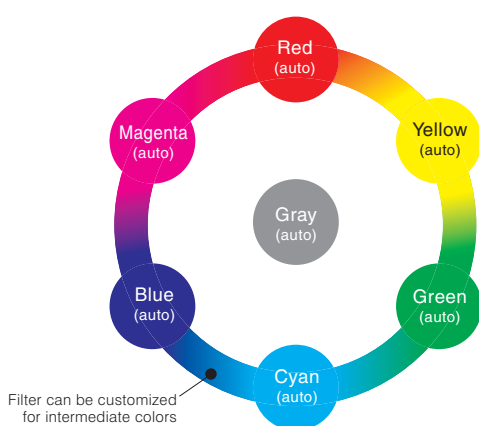 Red
(auto)
Magenta
(auto)
Yellow
(auto)
Gray
(auto)
Blue
(auto)
Green
(auto)
Cyan
(auto)
Filter can be customized
for intermediate colors